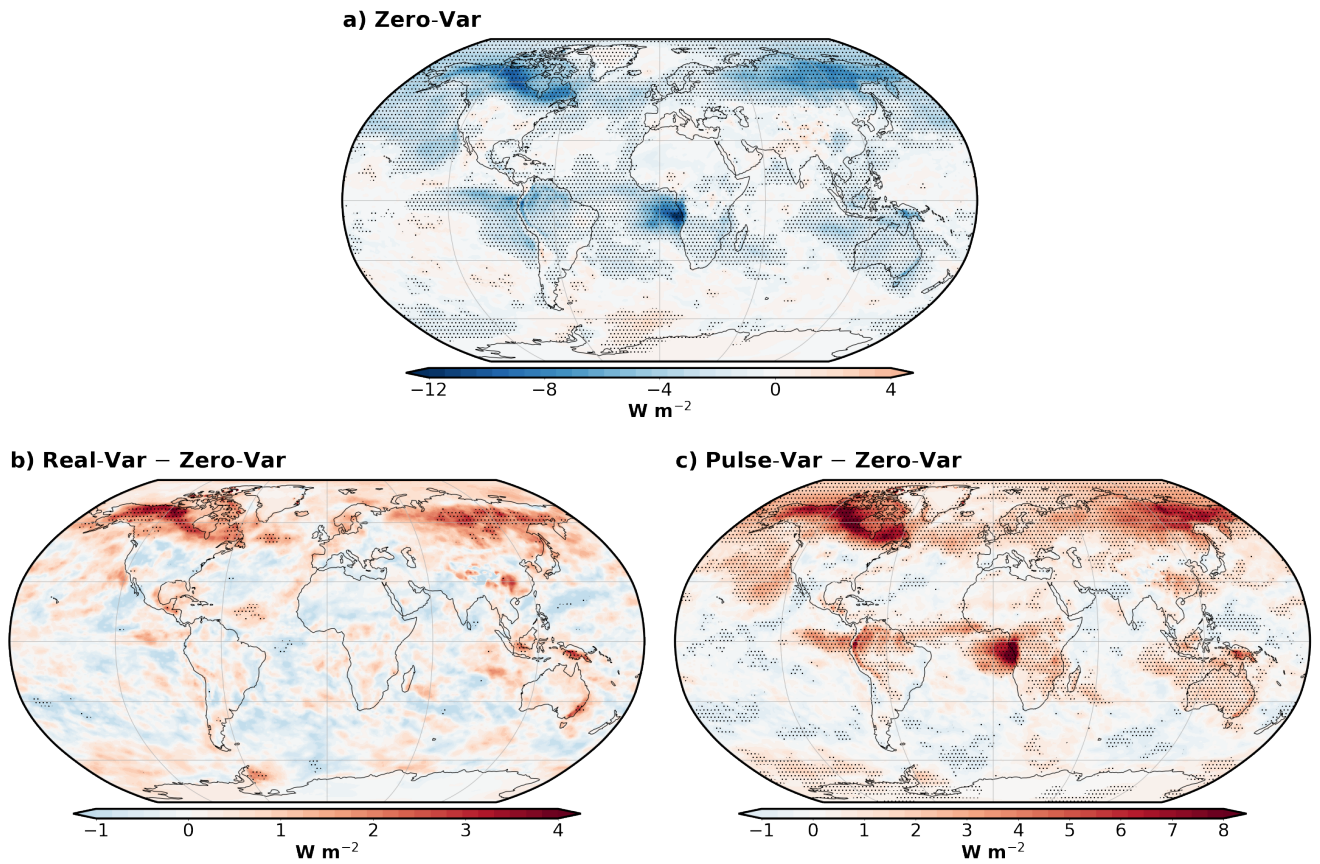 a) Zero-Var
−12 −8 −4 0 4
W m⁻²
b) Real-Var − Zero-Var
−1 0 1 2 3 4
W m⁻²
c) Pulse-Var − Zero-Var
−1 0 1 2 3 4 5 6 7 8
W m⁻²